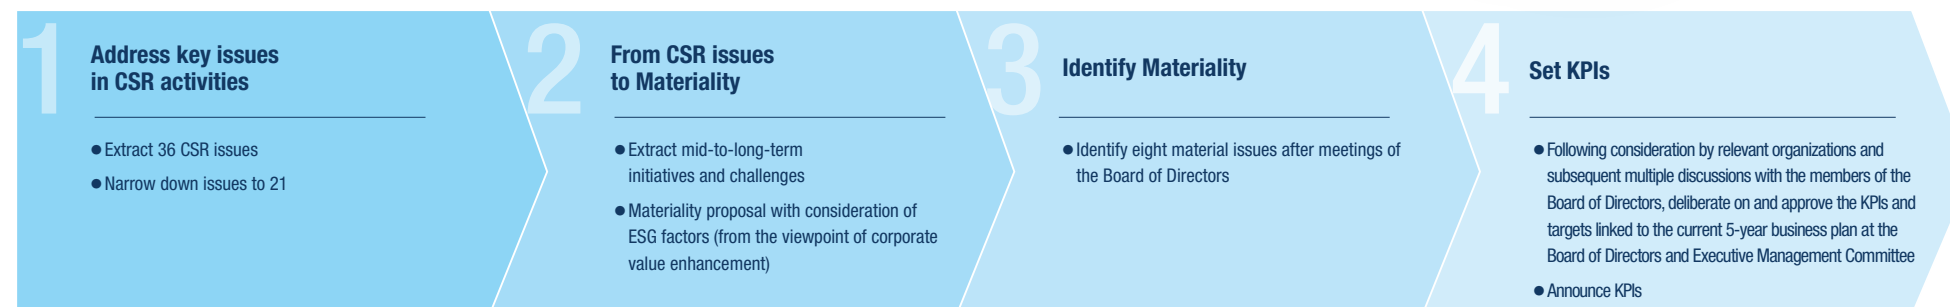 1
Address key issues
in CSR activities
● Extract 36 CSR issues
● Narrow down issues to 21
2
From CSR issues
to Materiality
● Extract mid-to-long-term
initiatives and challenges
● Materiality proposal with consideration of
ESG factors (from the viewpoint of corporate
value enhancement)
3
Identify Materiality
● Identify eight material issues after meetings of
the Board of Directors
4
Set KPIs
● Following consideration by relevant organizations and
subsequent multiple discussions with the members of the
Board of Directors, deliberate on and approve the KPIs and
targets linked to the current 5-year business plan at the
Board of Directors and Executive Management Committee
● Announce KPIs